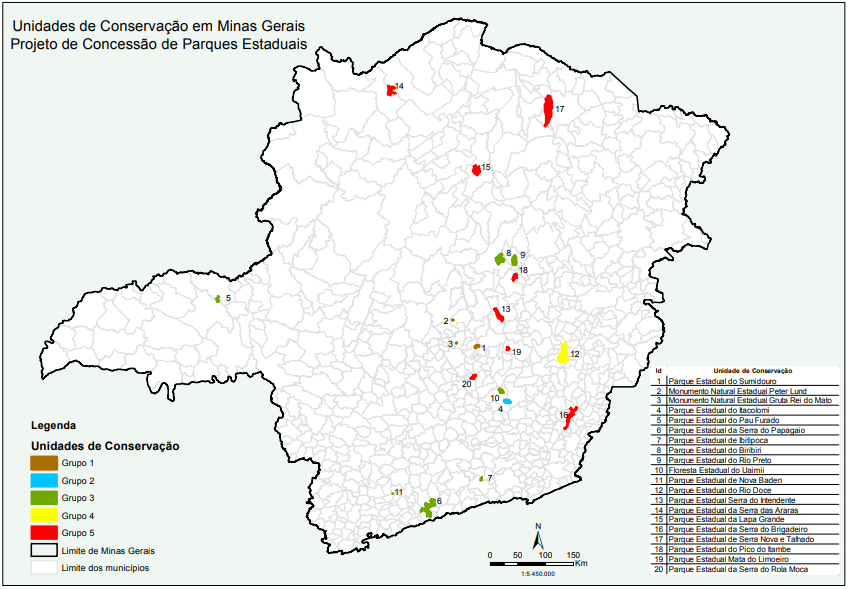 Unidades de Conservação em Minas Gerais
Projeto de Concessão de Parques Estaduais
14
17
15
8
9
18
5
13
2
3
1
19
12
20
10
4
16
7
11
6
Legenda
Unidades de Conservação
Grupo 1
Grupo 2
Grupo 3
Grupo 4
Grupo 5
Limite de Minas Gerais
Limite dos municípios
N
0 50 100 150
Km
1:5.450.000
Id Unidade de Conservação
1 Parque Estadual do Sumidouro
2 Monumento Natural Estadual Peter Lund
3 Monumento Natural Estadual Gruta Rei do Mato
4 Parque Estadual do Itacolomi
5 Parque Estadual do Pau Furado
6 Parque Estadual da Serra do Papagaio
7 Parque Estadual de Ibitipoca
8 Parque Estadual do Biribiri
9 Parque Estadual do Rio Preto
10 Floresta Estadual do Uaimii
11 Parque Estadual de Nova Baden
12 Parque Estadual do Rio Doce
13 Parque Estadual Serra do Intendente
14 Parque Estadual da Serra das Araras
15 Parque Estadual da Lapa Grande
16 Parque Estadual da Serra do Brigadeiro
17 Parque Estadual de Serra Nova e Talhado
18 Parque Estadual do Pico do Itambe
19 Parque Estadual Mata do Limoeiro
20 Parque Estadual da Serra do Rola Moca